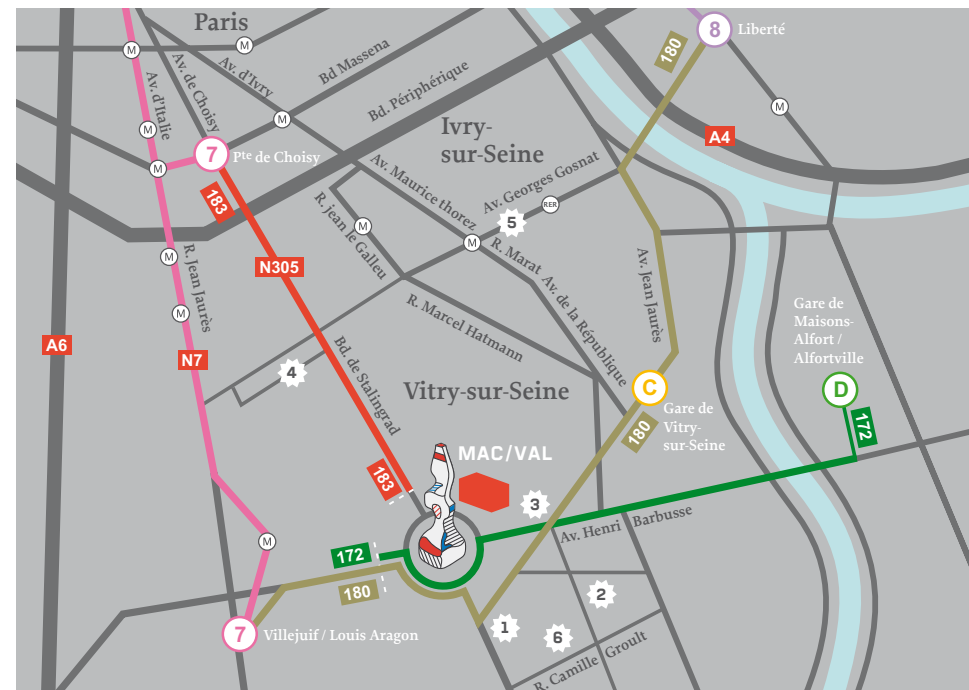 Paris
8
Liberté
180
M
M
Av. de Choisy
Av. d'Ivry
Bd Massena
Bd. Périphérique
M
Av. d'Italie
M
M
A4
Ivry-
sur-Seine
7
Pte de Choisy
M
183
Av. Maurice thorez
Av. Georges Gosnat
RER
5
R. jean le Galleu
M
M
R. Marat
Av. de la République
Av. Jean Jaurès
R. Jean Jaurès
M
N305
M
R. Marcel Hatmann
Gare de
Maisons-
Alfort /
Alfortville
A6
N7
4
Bd. de Stalingrad
Vitry-sur-Seine
C
D
Gare de
Vitry-
sur-Seine
180
172
MAC/VAL
183
3
Av. Henri Barbusse
M
172
180
2
1
6
R. Camille Groult
7
Villejuif / Louis Aragon